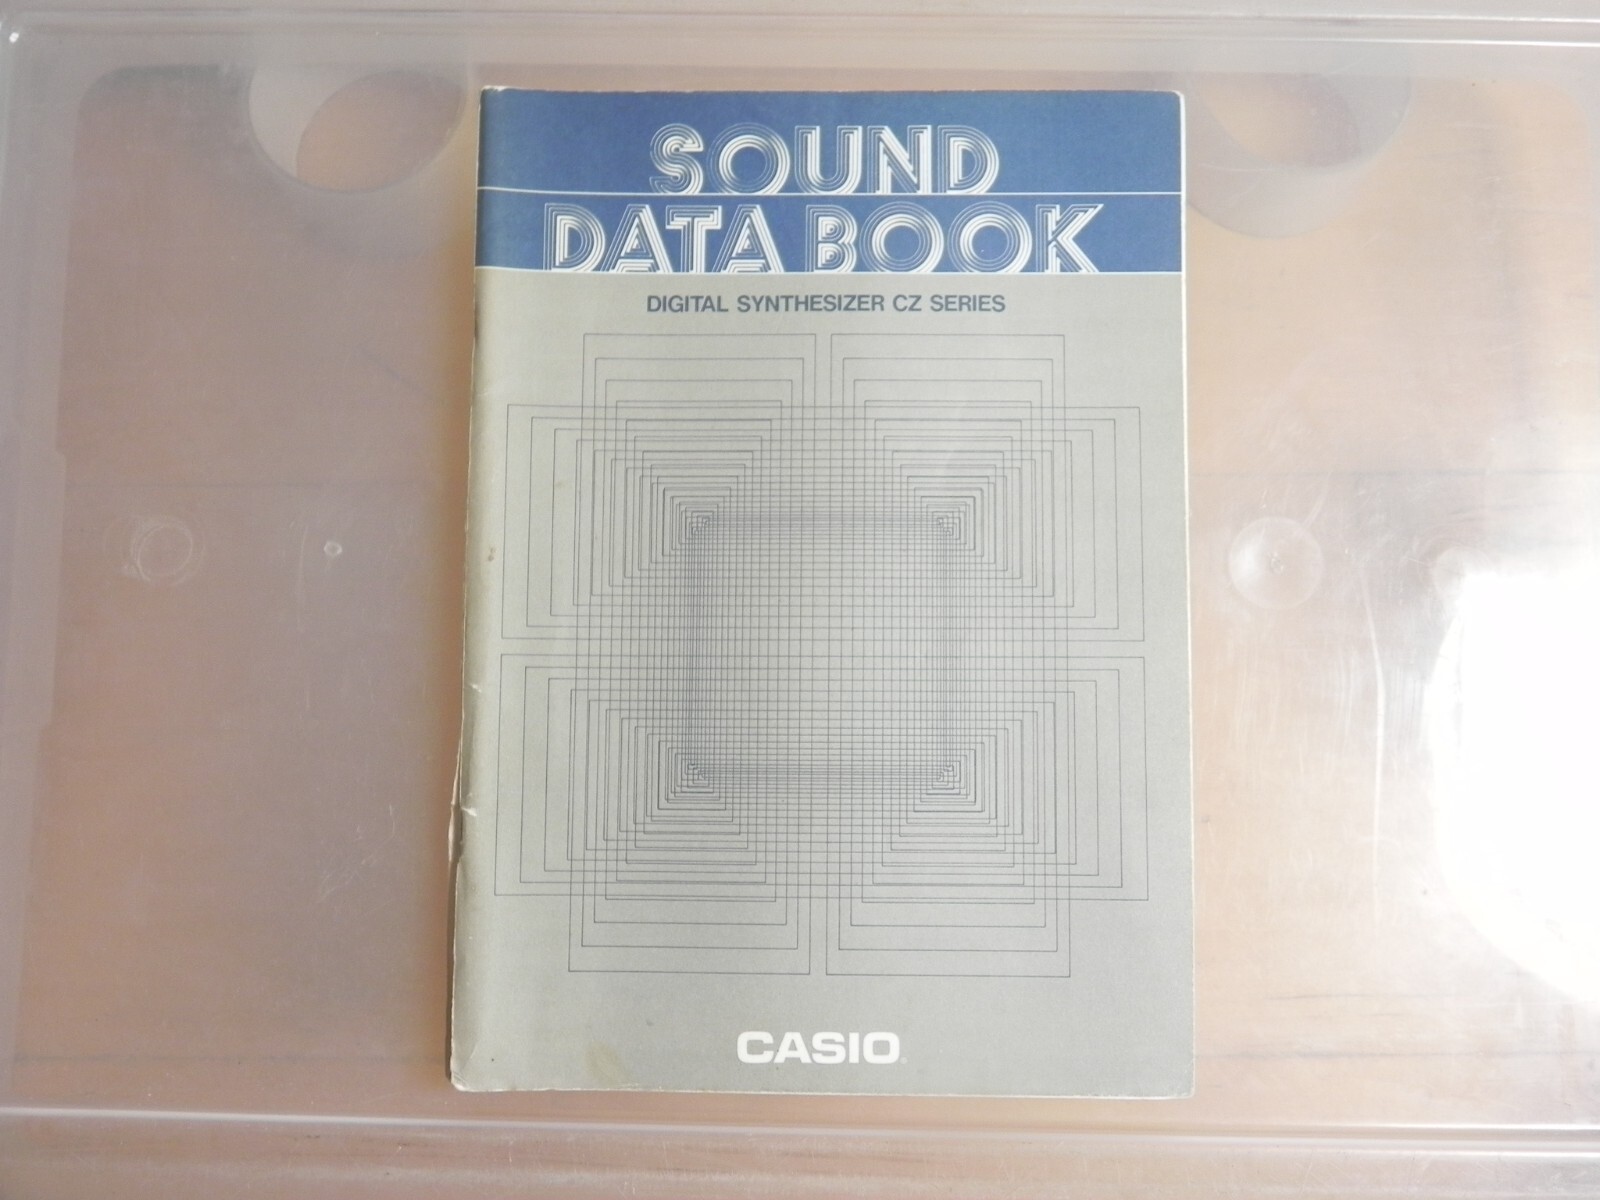 SOUND
DATA BOOK
DIGITAL SYNTHESIZER CZ SERIES
CASIO